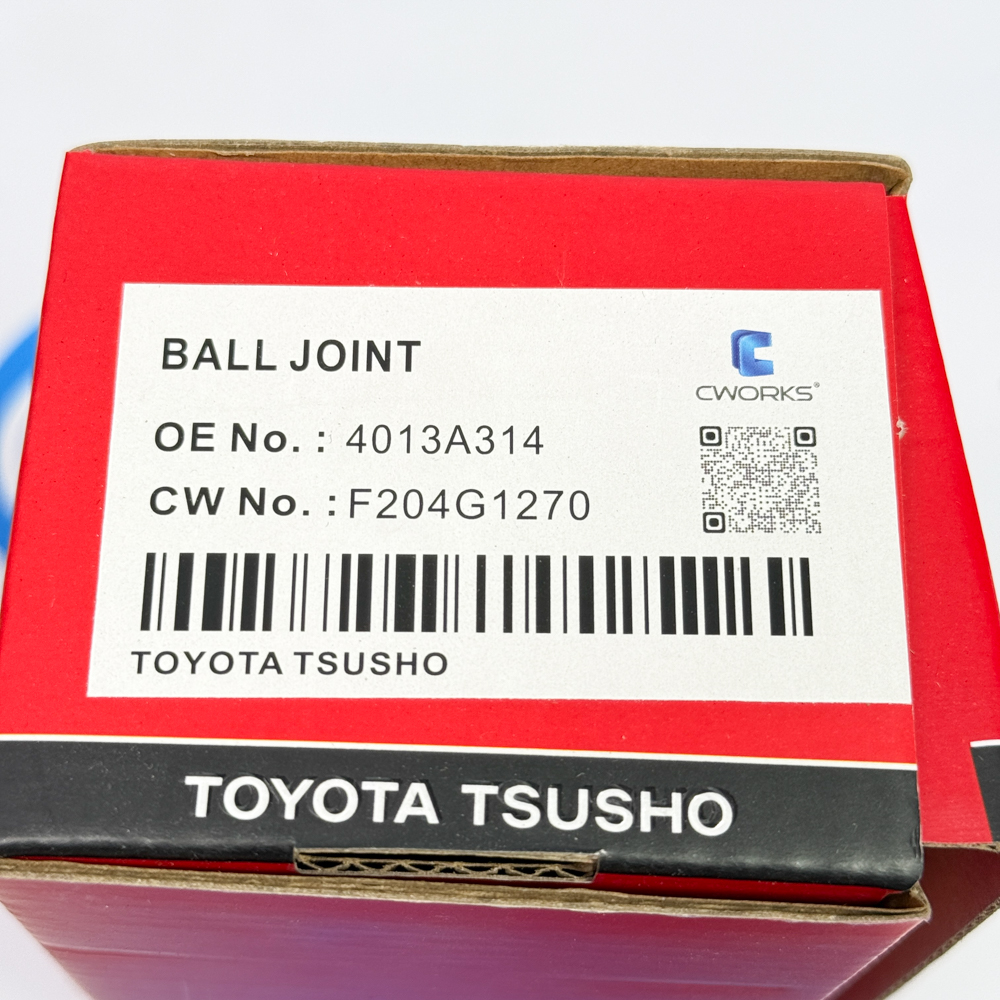 BALL JOINT
CWORKS®
OE No. : 4013A314
CW No. : F204G1270
TOYOTA TSUSHO
TOYOTA TSUSHO